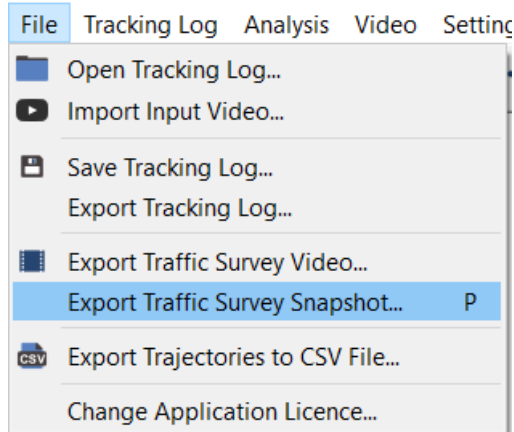 File Tracking Log Analysis Video Setting
Open Tracking Log...
Import Input Video...
Save Tracking Log...
Export Tracking Log...
Export Traffic Survey Video...
Export Traffic Survey Snapshot... P
CSV Export Trajectories to CSV File...
Change Application Licence...